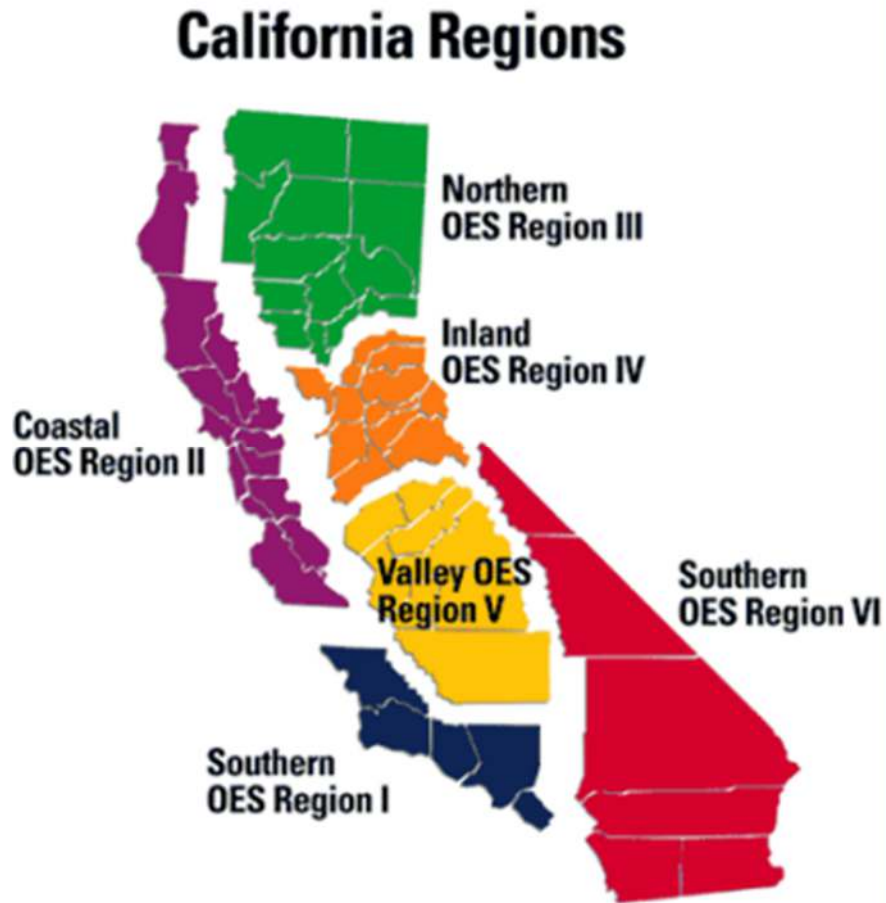 California Regions
Northern
OES Region III
Inland
OES Region IV
Coastal
OES Region II
Valley OES
Region V
Southern
OES Region VI
Southern
OES Region I